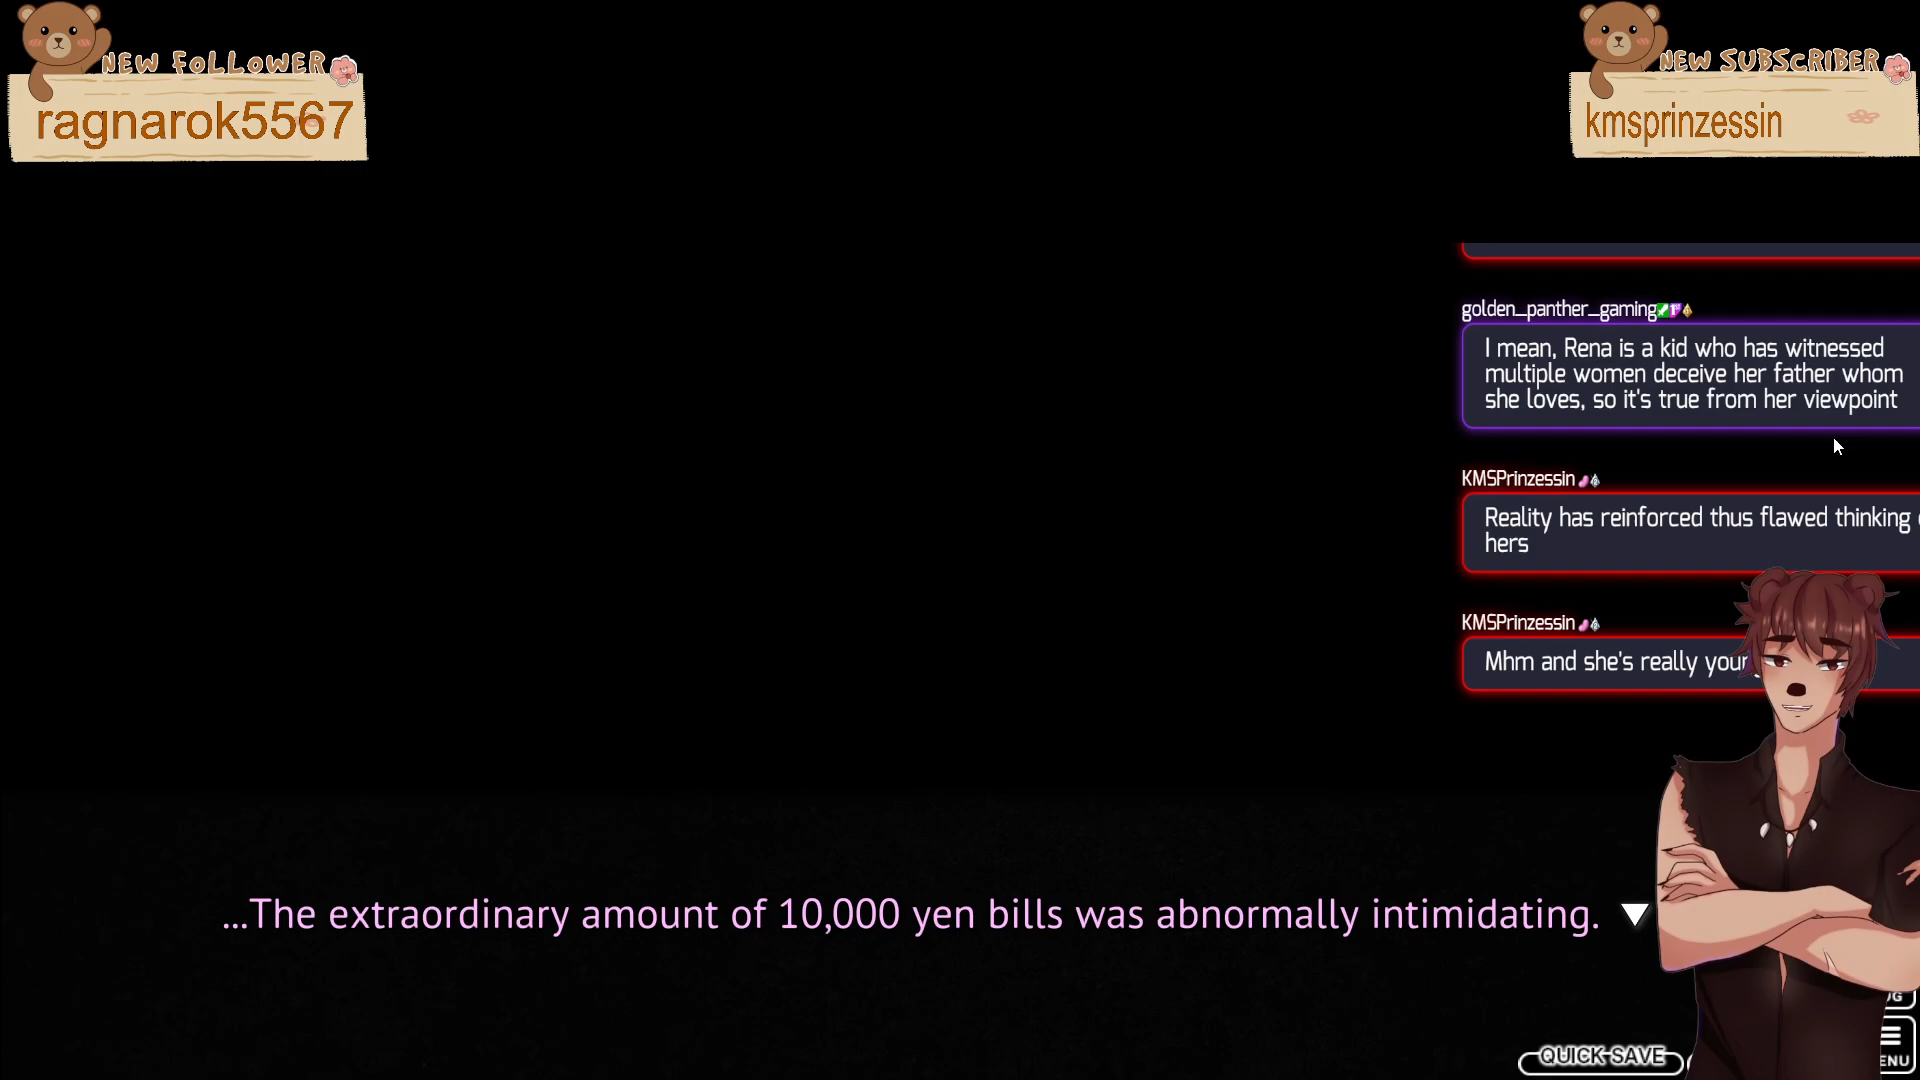 NEW FOLLOWER
ragnarok5567
NEW SUBSCRIBER
kmsprinzessin
golden_panther_gaming
I mean, Rena is a kid who has witnessed
multiple women deceive her father whom
she loves, so it's true from her viewpoint
KMSPrinzessin
Reality has reinforced thus flawed thinking
hers
KMSPrinzessin
Mhm and she's really
...The extraordinary amount of 10,000 yen bills was abnormally intimidating.
QUICK SAVE